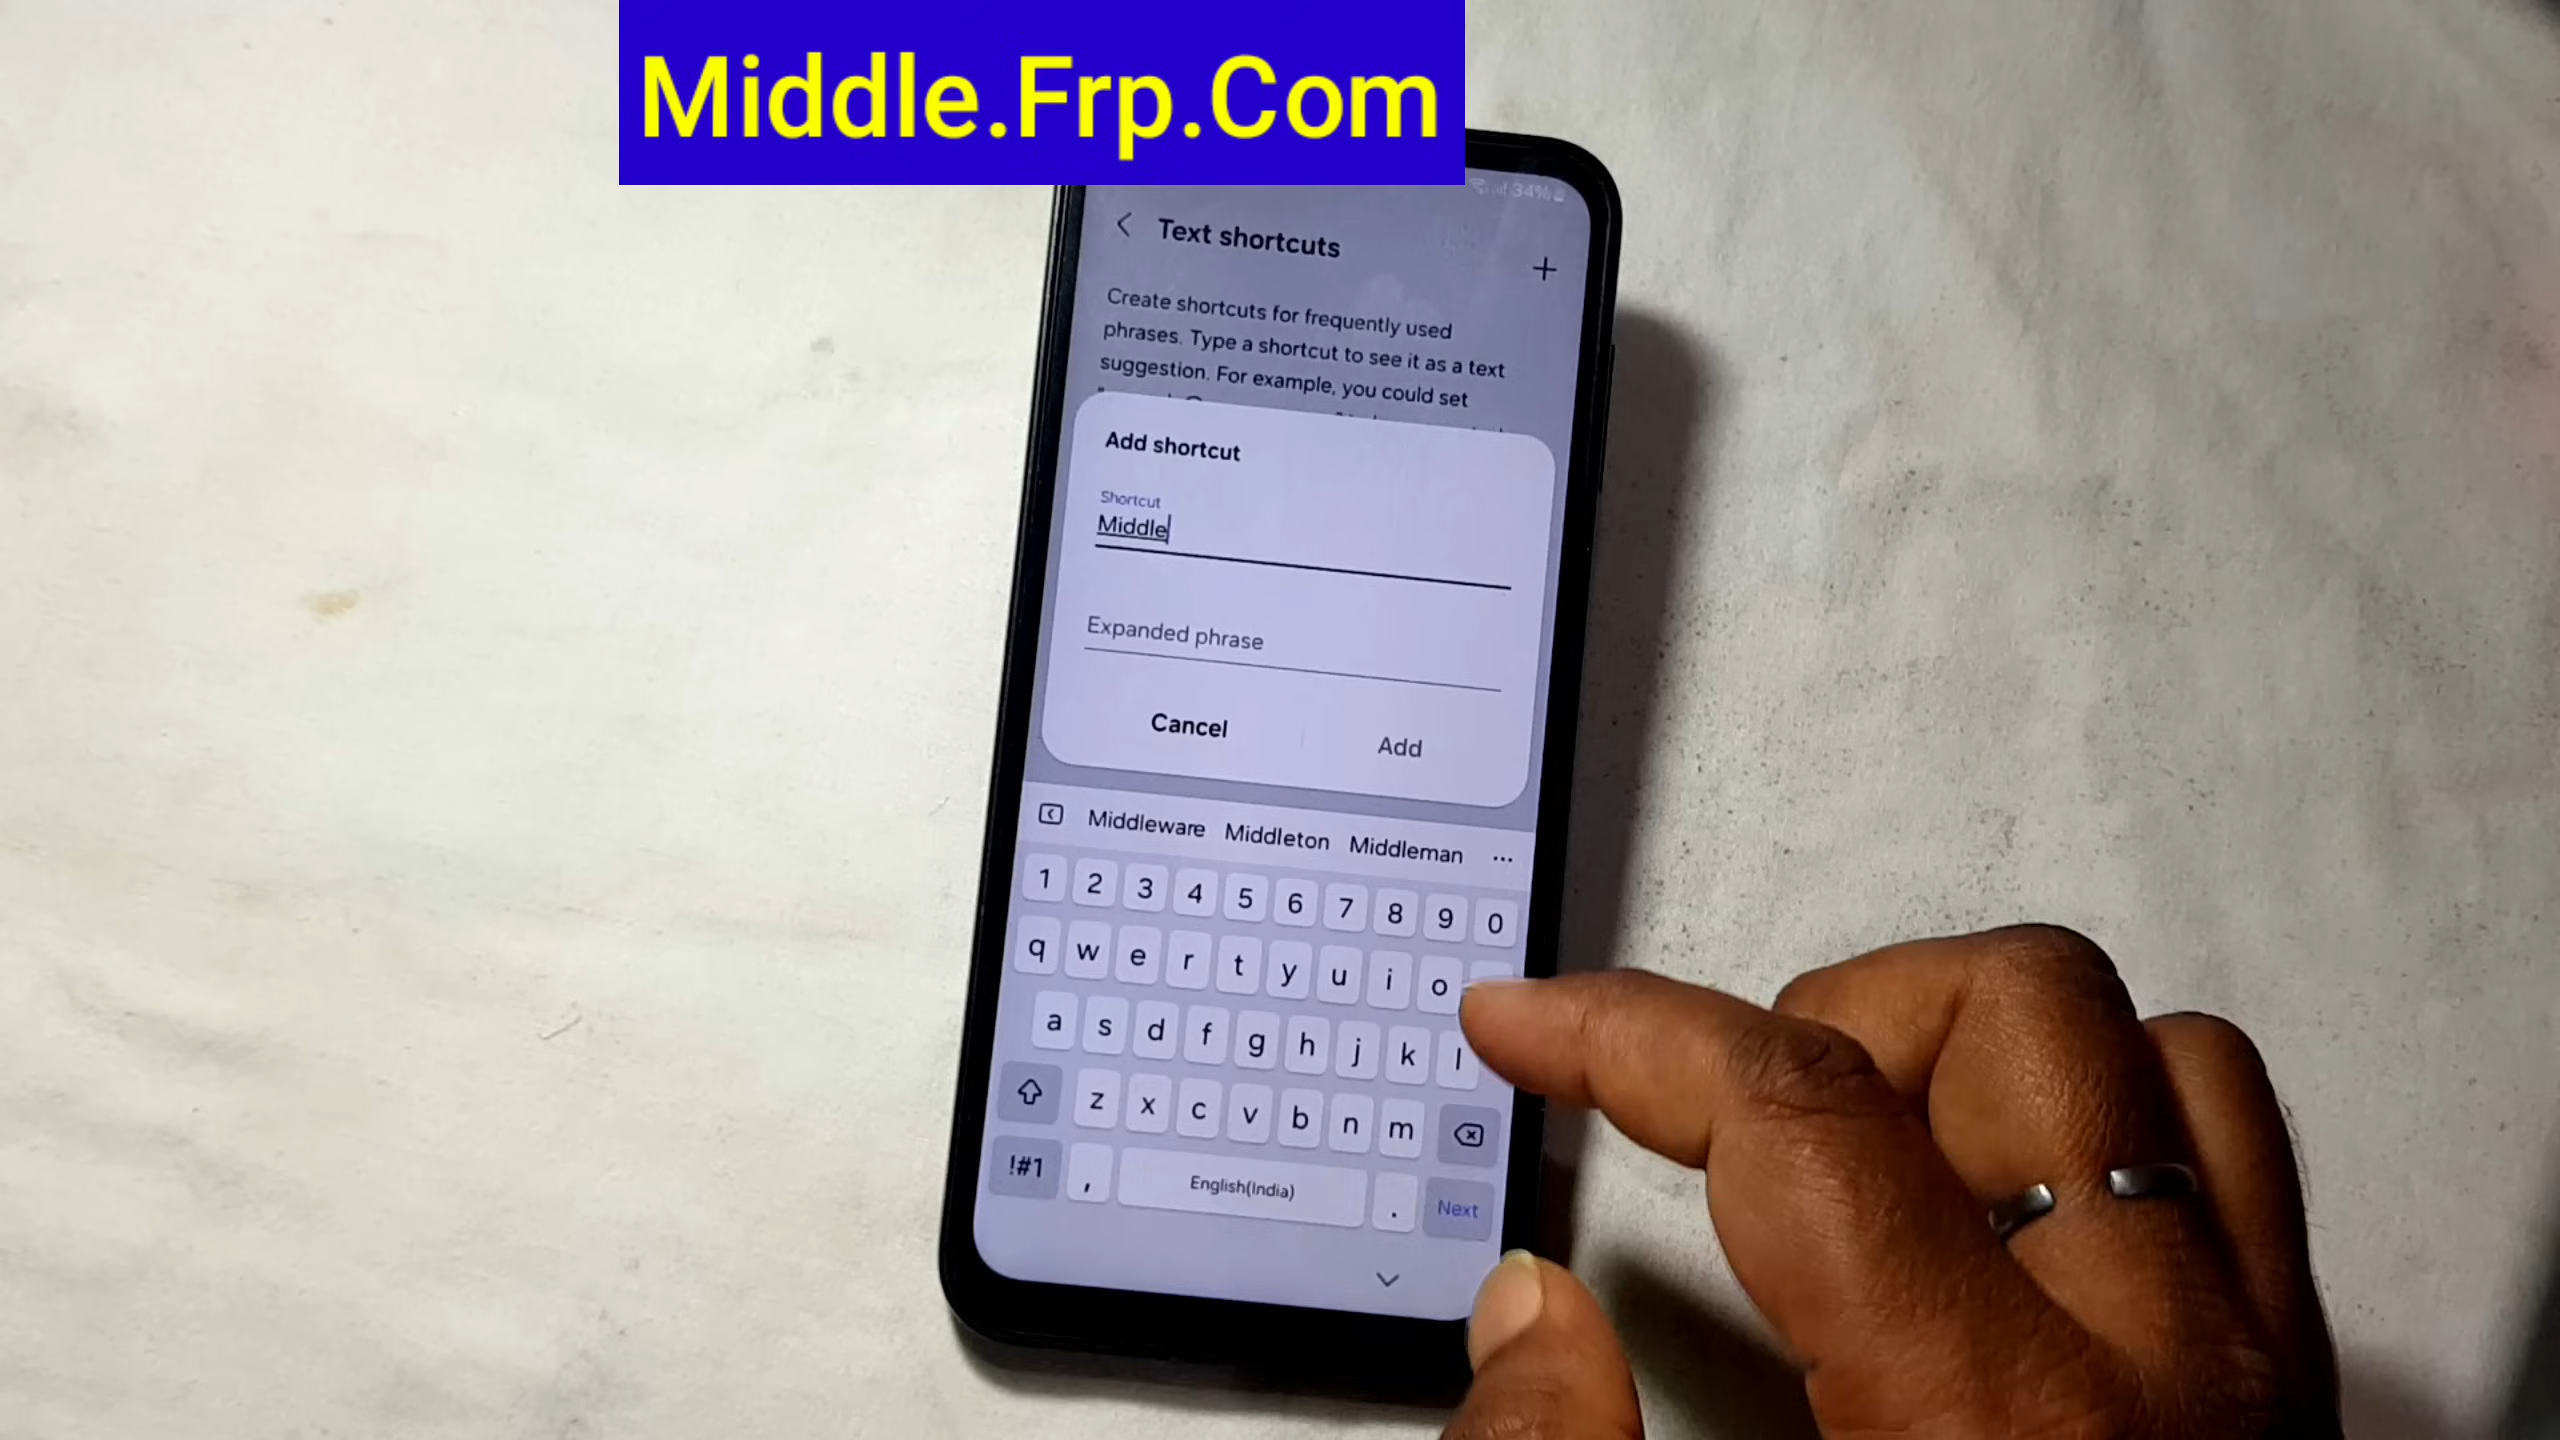 Middle.Frp.Com
34%
Text shortcuts
+
Create shortcuts for frequently used
phrases. Type a shortcut to see it as a text
suggestion. For example, you could set
Add shortcut
Shortcut
Middle
Expanded phrase
Cancel Add
Middleware Middleton Middleman ...
1 2 3 4 5 6 7 8 9 0
q w e r t y u i o
a s d f g h j k l
z x c v b n m
!#1 , English(India) . Next